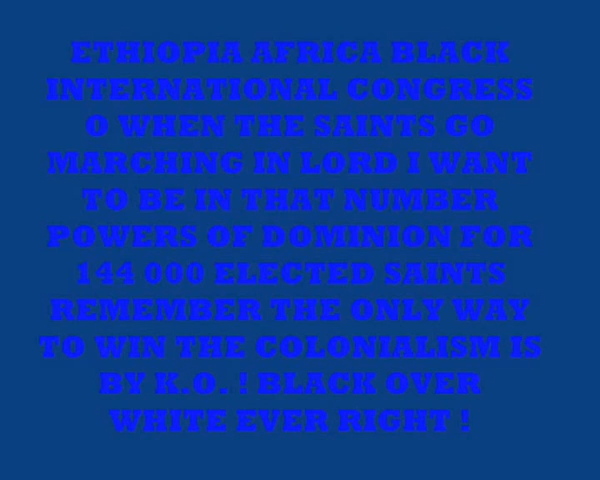 ETHIOPIA AFRICA BLACK
INTERNATIONAL CONGRESS
O WHEN THE SAINTS GO
MARCHING IN LORD I WANT
TO BE IN THAT NUMBER
POWERS OF DOMINION FOR
144 000 ELECTED SAINTS
REMEMBER THE ONLY WAY
TO WIN THE COLONIALISM IS
BY K.O. ! BLACK OVER
WHITE EVER RIGHT !